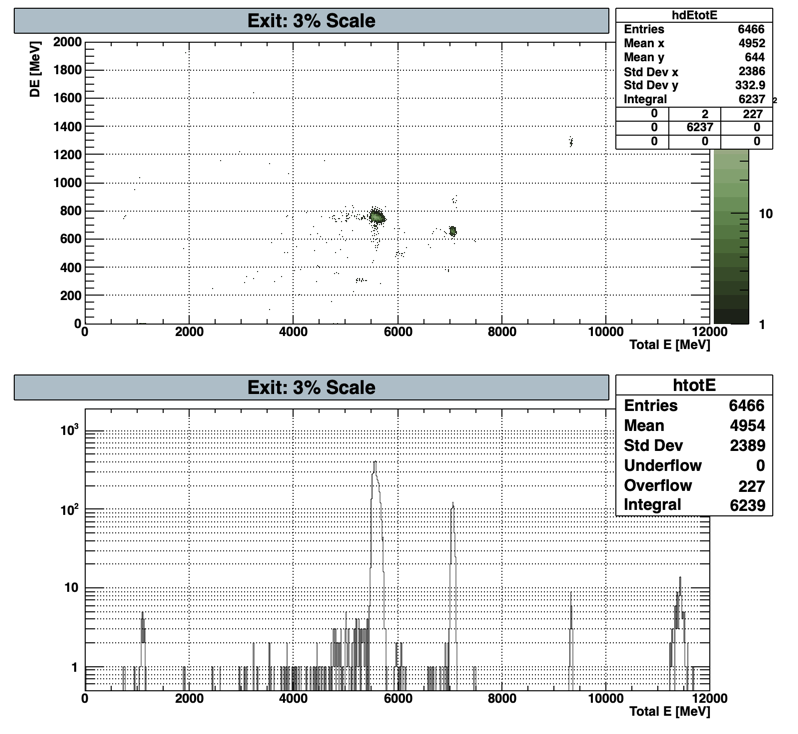 Exit: 3% Scale
hdEtotE
Entries 6466
Mean x 4952
Mean y 644
Std Dev x 2386
Std Dev y 332.9
Integral 6237
0 2 227
0 6237 0
0 0 0
2
DE [MeV]
2000
1800
1600
1400
1200
1000
800
600
400
200
0
10
1
0 2000 4000 6000 8000 10000 12000
Total E [MeV]
Exit: 3% Scale
htotE
Entries 6466
Mean 4954
Std Dev 2389
Underflow 0
Overflow 227
Integral 6239
10³
10²
10
1
0 2000 4000 6000 8000 10000 12000
Total E [MeV]